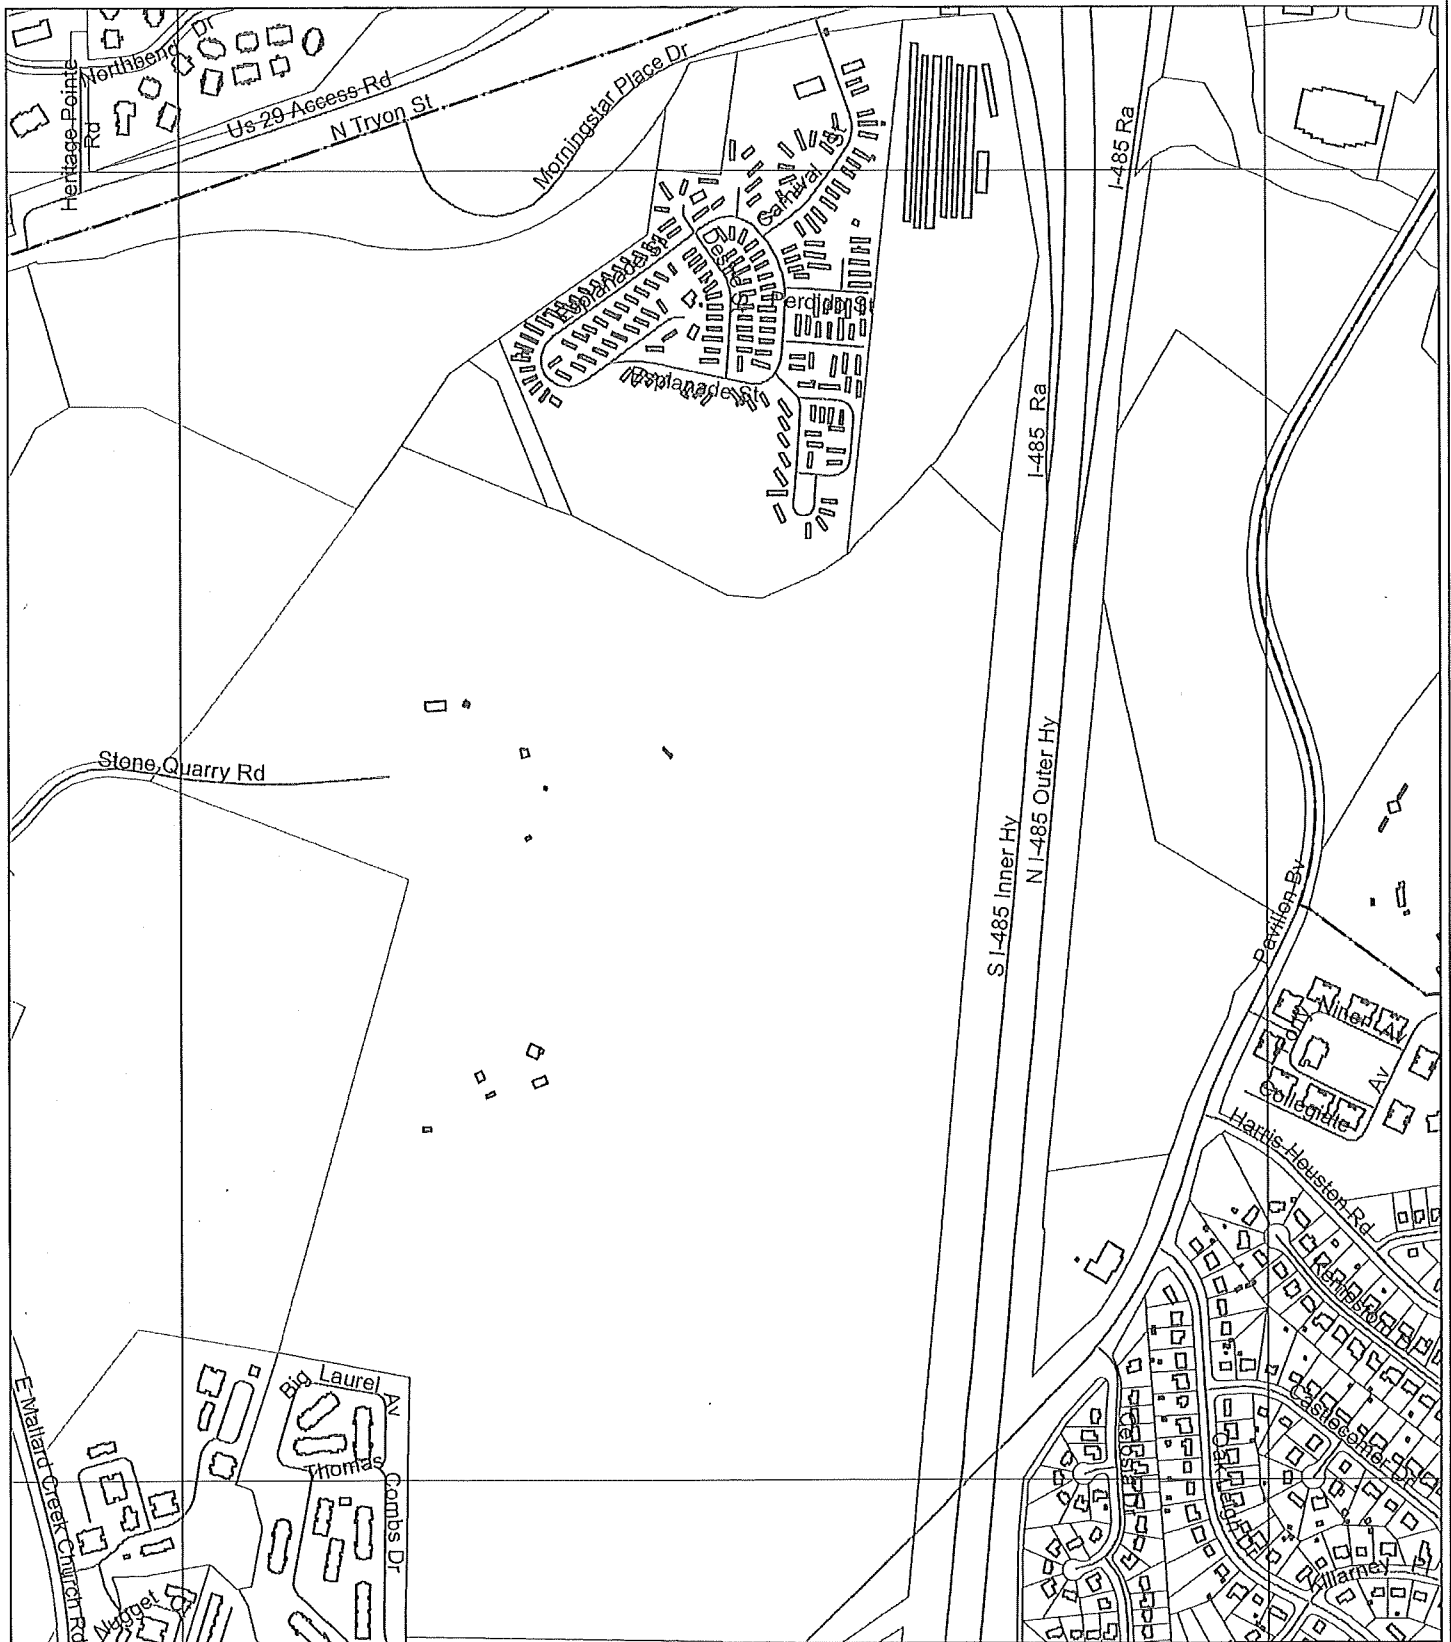 Northbend Dr
Heritage Pointe
Rd
Us 29 Access Rd
N Tryon St
Morningstar Place Dr
Carnival St
I-485 Ra
Esplanade St
Desire St
Perdido St
Esplanade St
I-485 Ra
Stone Quarry Rd
N I-485 Outer Hy
S I-485 Inner Hy
Pavilion Bv
Forty Niner Av
Collegiate Av
Harris Houston Rd
Castlecomer Dr
Killarney
E Mallard Creek Church Rd
Big Laurel Av
Thomas Combs Dr
Nugget